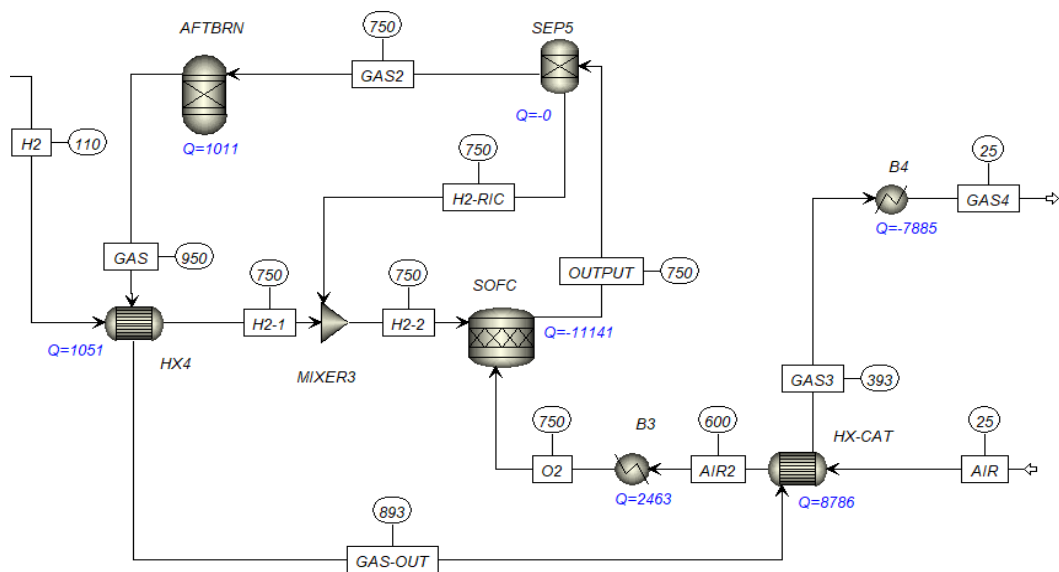 AFTBRN
750
SEP5
GAS2
Q=-0
H2
110
Q=1011
750
H2-RIC
25
B4
GAS4
Q=-7885
GAS
950
750
750
SOFC
OUTPUT
750
H2-1
H2-2
Q=-11141
Q=1051
HX4
MIXER3
GAS3
393
750
B3
600
HX-CAT
25
O2
AIR2
AIR
Q=2463
Q=8786
893
GAS-OUT